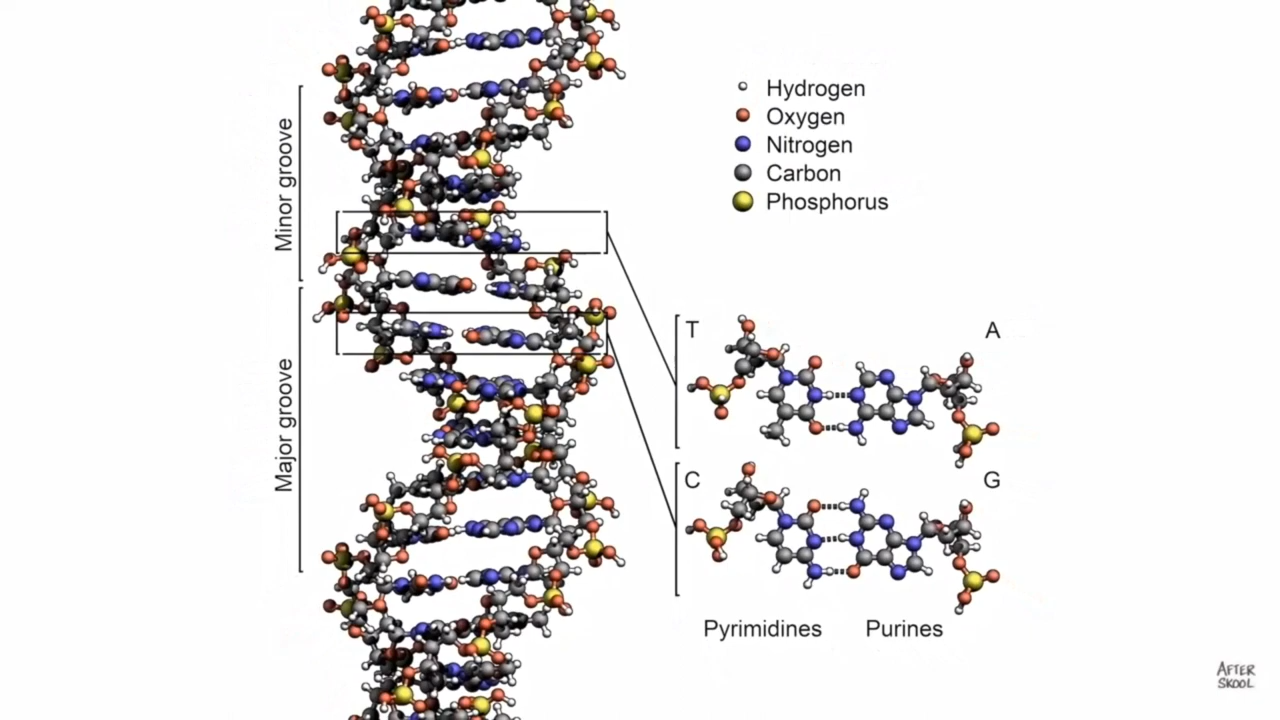 Minor groove
Major groove
Hydrogen
Oxygen
Nitrogen
Carbon
Phosphorus
T A
C G
Pyrimidines Purines
AFTER
SKOOL